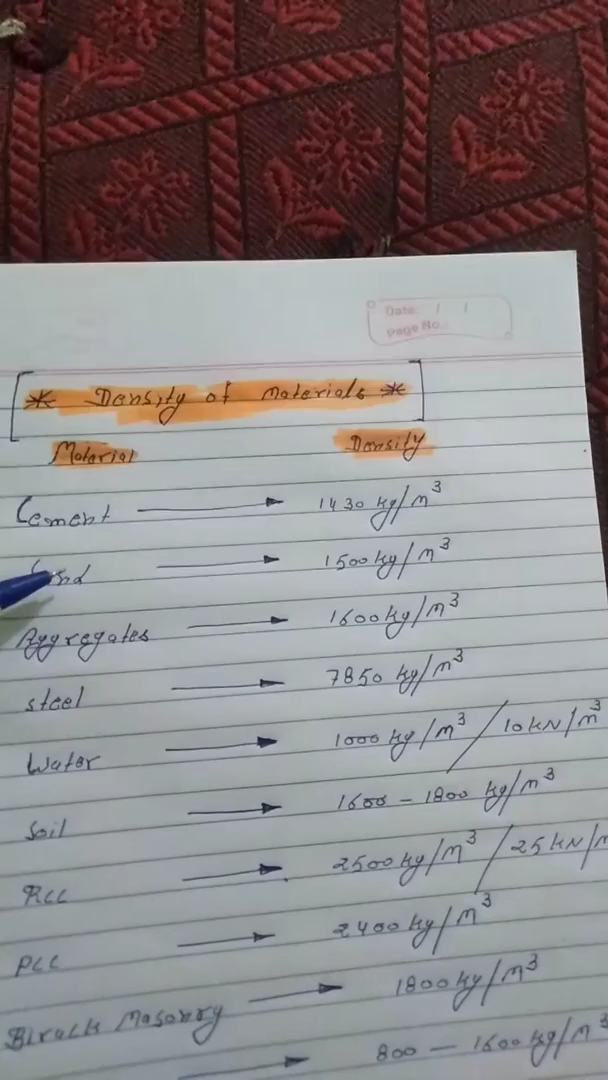 Date: / /
Page No.:
* Density of Materials *
Material Density
Cement → 1430 kg/m³
→ 1500 kg/m³
Aggregates → 1600 kg/m³
Steel → 7850 kg/m³
Water → 1000 kg/m³ / 10 kN/m³
Soil → 1600 - 1800 kg/m³
RCC → 2500 kg/m³ / 25 kN/m
PCC → 2400 kg/m³
Masonry → 1800 kg/m³
→ 800 - 1600 kg/m³